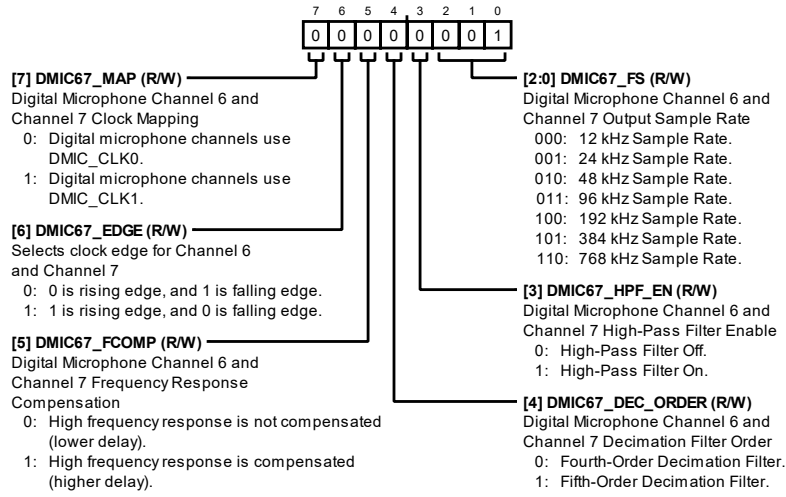 7 6 5 4 3 2 1 0
0 0 0 0 0 0 0 1
[7] DMIC67_MAP (R/W)
Digital Microphone Channel 6 and
Channel 7 Clock Mapping
0: Digital microphone channels use
DMIC_CLK0.
1: Digital microphone channels use
DMIC_CLK1.
[6] DMIC67_EDGE (R/W)
Selects clock edge for Channel 6
and Channel 7
0: 0 is rising edge, and 1 is falling edge.
1: 1 is rising edge, and 0 is falling edge.
[5] DMIC67_FCOMP (R/W)
Digital Microphone Channel 6 and
Channel 7 Frequency Response
Compensation
0: High frequency response is not compensated
(lower delay).
1: High frequency response is compensated
(higher delay).
[2:0] DMIC67_FS (R/W)
Digital Microphone Channel 6 and
Channel 7 Output Sample Rate
000: 12 kHz Sample Rate.
001: 24 kHz Sample Rate.
010: 48 kHz Sample Rate.
011: 96 kHz Sample Rate.
100: 192 kHz Sample Rate.
101: 384 kHz Sample Rate.
110: 768 kHz Sample Rate.
[3] DMIC67_HPF_EN (R/W)
Digital Microphone Channel 6 and
Channel 7 High-Pass Filter Enable
0: High-Pass Filter Off.
1: High-Pass Filter On.
[4] DMIC67_DEC_ORDER (R/W)
Digital Microphone Channel 6 and
Channel 7 Decimation Filter Order
0: Fourth-Order Decimation Filter.
1: Fifth-Order Decimation Filter.